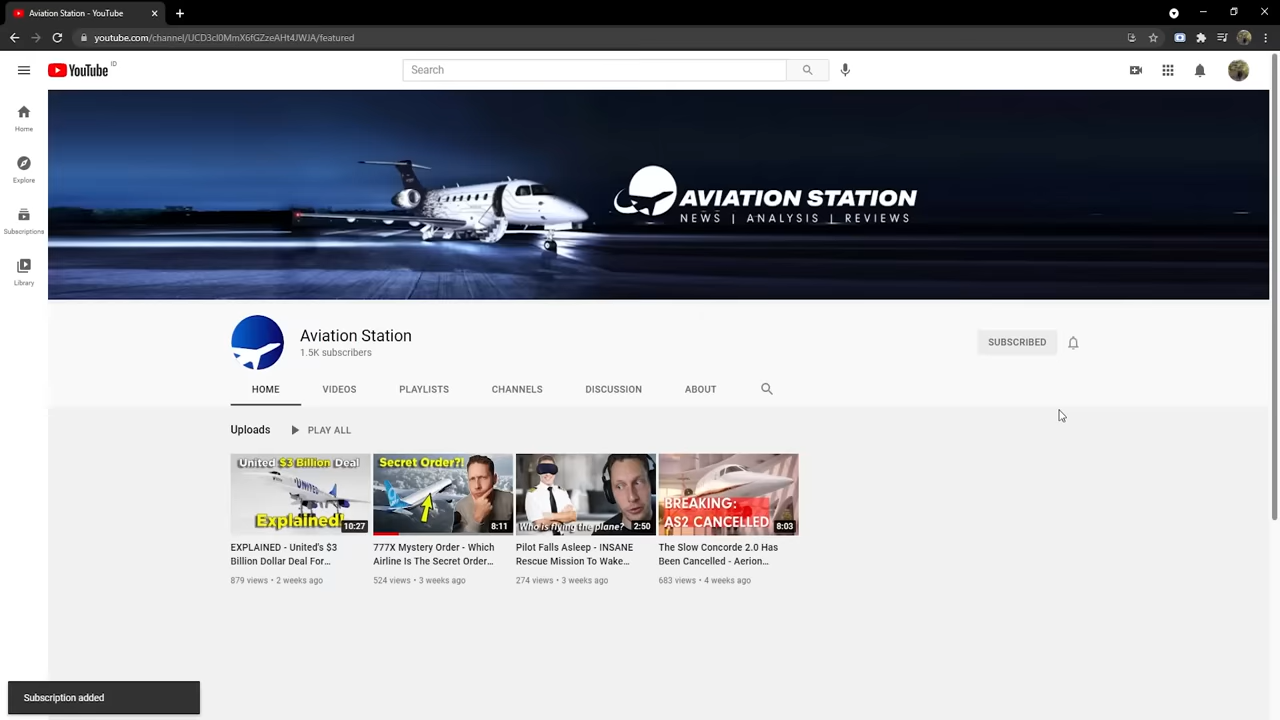 Aviation Station - YouTube
youtube.com/channel/UCD3cl0MmX6fGZzeAHt4JWJA/featured
YouTube ID
Search
Home
Explore
Subscriptions
Library
AVIATION STATION
NEWS | ANALYSIS | REVIEWS
Aviation Station
1.5K subscribers
SUBSCRIBED
HOME VIDEOS PLAYLISTS CHANNELS DISCUSSION ABOUT
Uploads PLAY ALL
United $3 Billion Deal
UNITED
Explained!
10:27
Secret Order?!
8:11
Who is flying the plane?
2:50
BREAKING:
AS2 CANCELLED
8:03
EXPLAINED - United's $3
Billion Dollar Deal For...
879 views • 2 weeks ago
777X Mystery Order - Which
Airline Is The Secret Order...
524 views • 3 weeks ago
Pilot Falls Asleep - INSANE
Rescue Mission To Wake...
274 views • 3 weeks ago
The Slow Concorde 2.0 Has
Been Cancelled - Aerion...
683 views • 4 weeks ago
Subscription added